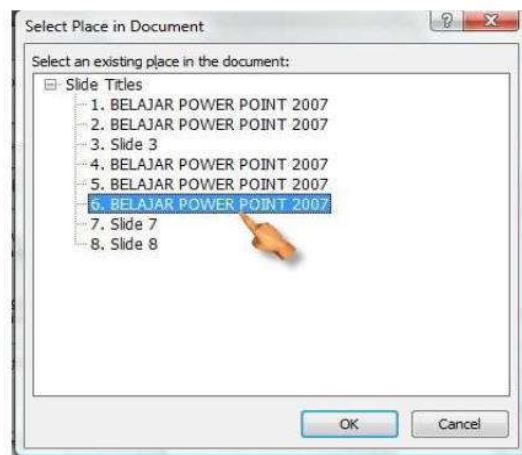 Select Place in Document
Select an existing place in the document:
Slide Titles
1. BELAJAR POWER POINT 2007
2. BELAJAR POWER POINT 2007
3. Slide 3
4. BELAJAR POWER POINT 2007
5. BELAJAR POWER POINT 2007
6. BELAJAR POWER POINT 2007
7. Slide 7
8. Slide 8
OK Cancel